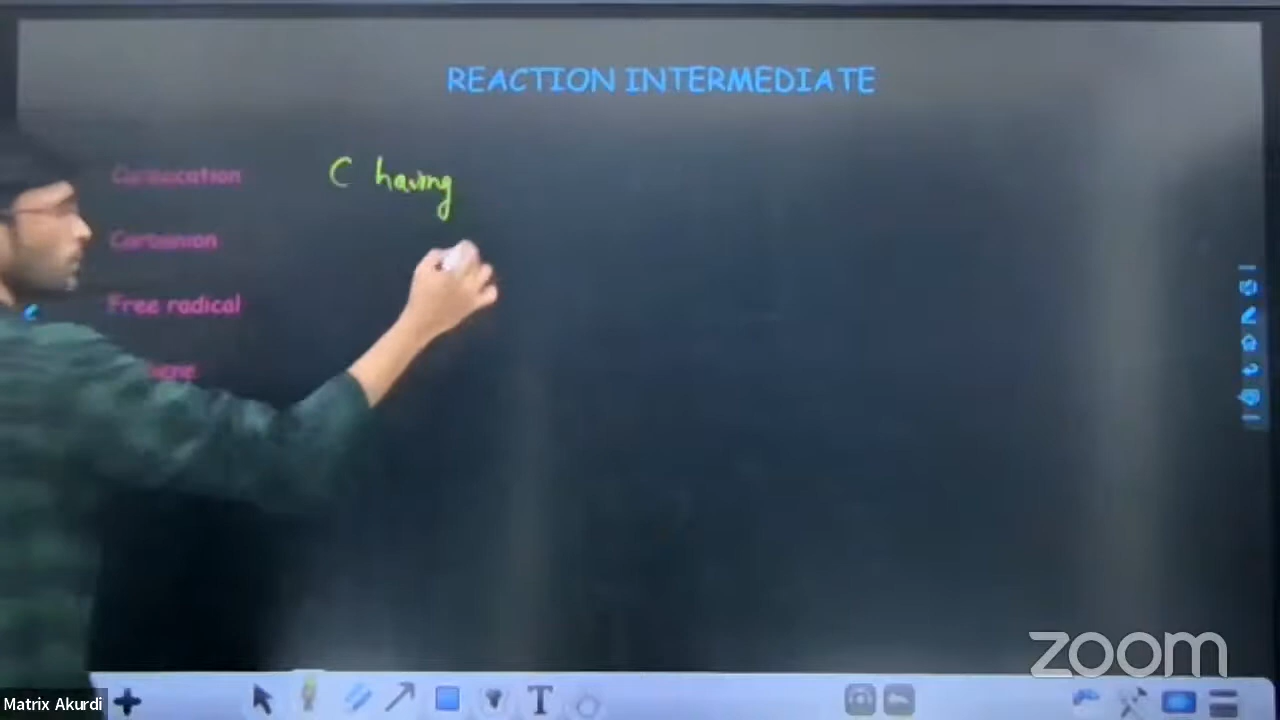 REACTION INTERMEDIATE
Carbocation
C having
Carbanion
Free radical
zoom
T
Matrix Akurdi